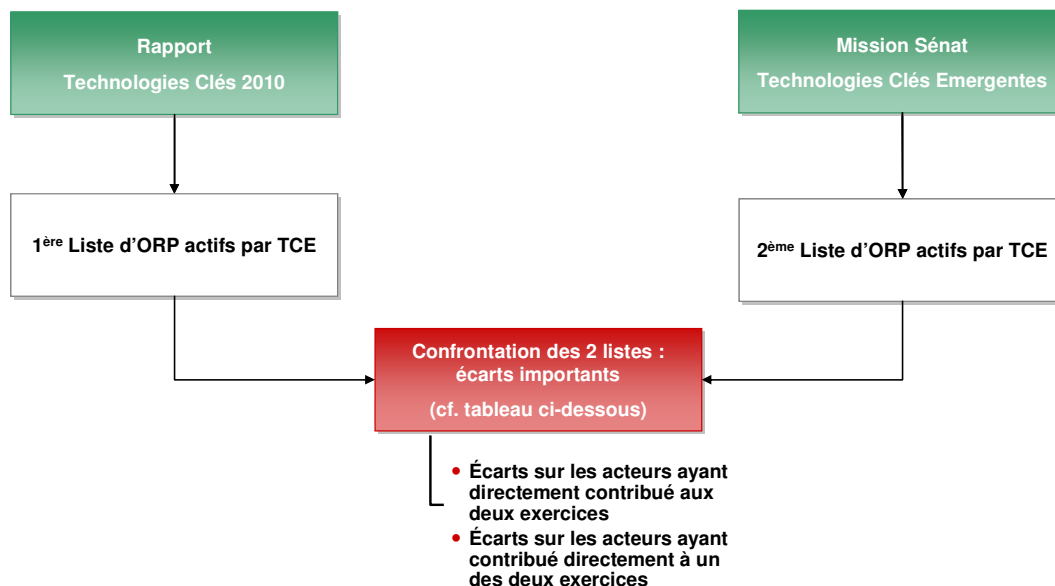 Rapport
Technologies Clés 2010
Mission Sénat
Technologies Clés Emergentes
1ère Liste d'ORP actifs par TCE
2ème Liste d'ORP actifs par TCE
Confrontation des 2 listes :
écarts importants
(cf. tableau ci-dessous)
• Écarts sur les acteurs ayant
directement contribué aux
deux exercices
• Écarts sur les acteurs ayant
contribué directement à un
des deux exercices